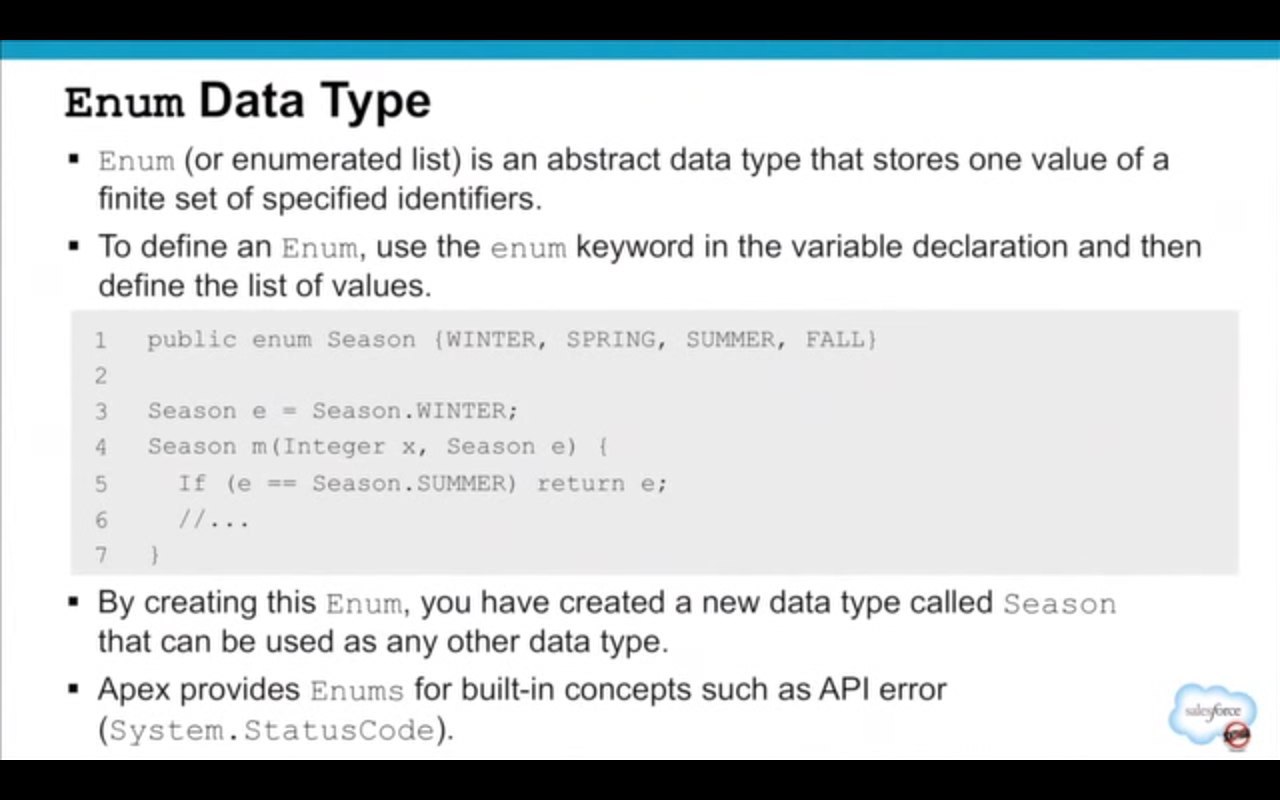 Enum Data Type
▪ Enum (or enumerated list) is an abstract data type that stores one value of a
finite set of specified identifiers.
▪ To define an Enum, use the enum keyword in the variable declaration and then
define the list of values.
1 public enum Season {WINTER, SPRING, SUMMER, FALL}
2
3 Season e = Season.WINTER;
4 Season m(Integer x, Season e) {
5 If (e == Season.SUMMER) return e;
6 //...
7 }
▪ By creating this Enum, you have created a new data type called Season
that can be used as any other data type.
▪ Apex provides Enums for built-in concepts such as API error
(System.StatusCode).
salesforce